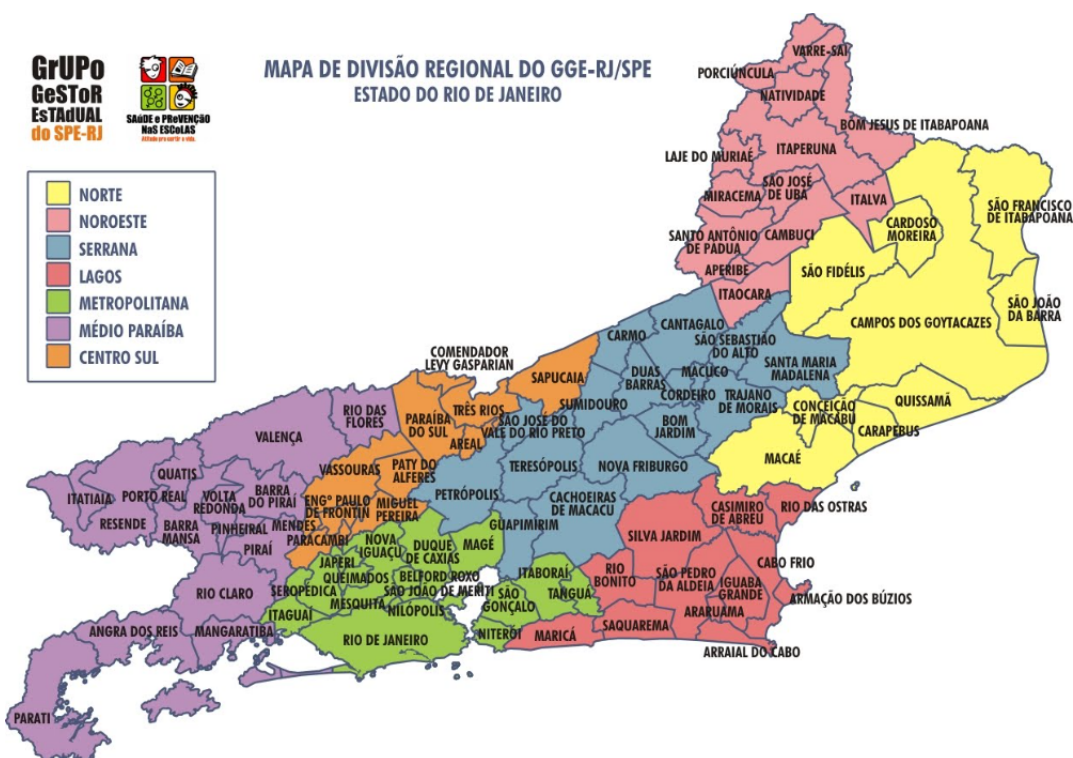 GrUPo
GeSToR
EsTAdUAL
do SPE-RJ
SAúDE e PReVENÇÃO
NaS ESCoLAS
MAPA DE DIVISÃO REGIONAL DO GGE-RJ/SPE
ESTADO DO RIO DE JANEIRO
NORTE
NOROESTE
SERRANA
LAGOS
METROPOLITANA
MÉDIO PARAÍBA
CENTRO SUL
VARRE-SAI
PORCIÚNCULA
NATIVIDADE
BOM JESUS DE ITABAPOANA
ITAPERUNA
LAJE DO MURIAÉ
SÃO JOSÉ
DE UBÁ
MIRACEMA
ITALVA
SÃO FRANCISCO
DE ITABAPOANA
CARDOSO
MOREIRA
SANTO ANTÔNIO
DE PADUA
CAMBUCI
APERIBE
SÃO FIDÉLIS
ITAOCARA
SÃO JOÃO
DA BARRA
CAMPOS DOS GOYTACAZES
CANTAGALO
CARMO
SÃO SEBASTIÃO
DO ALTO
COMENDADOR
LEVY GASPARIAN
SANTA MARIA
MADALENA
SAPUCAIA
DUAS
BARRAS
MACUCO
CORDEIRO
TRAJANO
DE MORAIS
QUISSAMÃ
SUMIDOURO
CONCEIÇÃO
DE MACABU
CARAPEBUS
RIO DAS
FLORES
PARAÍBA
DO SUL
TRÊS RIOS
SÃO JOSÉ DO
VALE DO RIO PRETO
BOM
JARDIM
AREAL
VALENÇA
MACAÉ
VASSOURAS
PATY DO
ALFERES
TERESÓPOLIS
NOVA FRIBURGO
QUATIS
ITATIAIA
PORTO REAL
VOLTA
REDONDA
BARRA
DO PIRAI
PETRÓPOLIS
CACHOEIRAS
DE MACACU
ENGº PAULO
DE FRONTIN
MIGUEL
PEREIRA
CASIMIRO
DE ABREU
RIO DAS OSTRAS
RESENDE
BARRA
MANSA
PINHEIRAL
MENDES
PIRAÍ
PARACAMBI
GUAPIMIRIM
SILVA JARDIM
NOVA
IGUAÇU
DUQUE
DE CAXIAS
MAGÉ
JAPERI
QUEIMADOS
BELFORD ROXO
SÃO JOÃO DE MERITI
ITABORAÍ
TANGUA
RIO
BONITO
SÃO PEDRO
DA ALDEIA
IGUABA
GRANDE
CABO FRIO
ARMAÇÃO DOS BÚZIOS
RIO CLARO
SEROPÉDICA
MESQUITA
NILÓPOLIS
SÃO
GONÇALO
ARARUAMA
ITAGUAÍ
ANGRA DOS REIS
MANGARATIBA
RIO DE JANEIRO
NITEROI
MARICÁ
SAQUAREMA
ARRAIAL DO CABO
PARATI